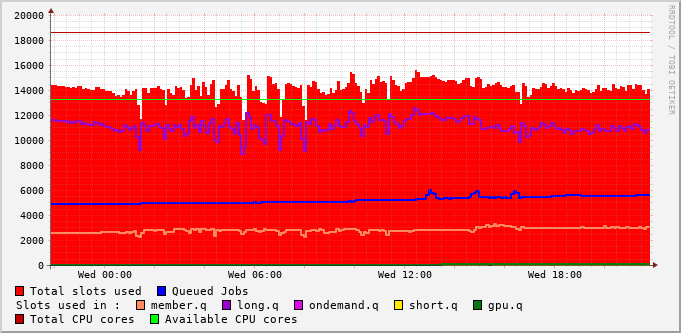 20000
18000
16000
14000
12000
10000
8000
6000
4000
2000
0
Wed 00:00 Wed 06:00 Wed 12:00 Wed 18:00
RRDTOOL / TOBI OETIKER
Total slots used Queued Jobs
Slots used in : member.q long.q ondemand.q short.q gpu.q
Total CPU cores Available CPU cores